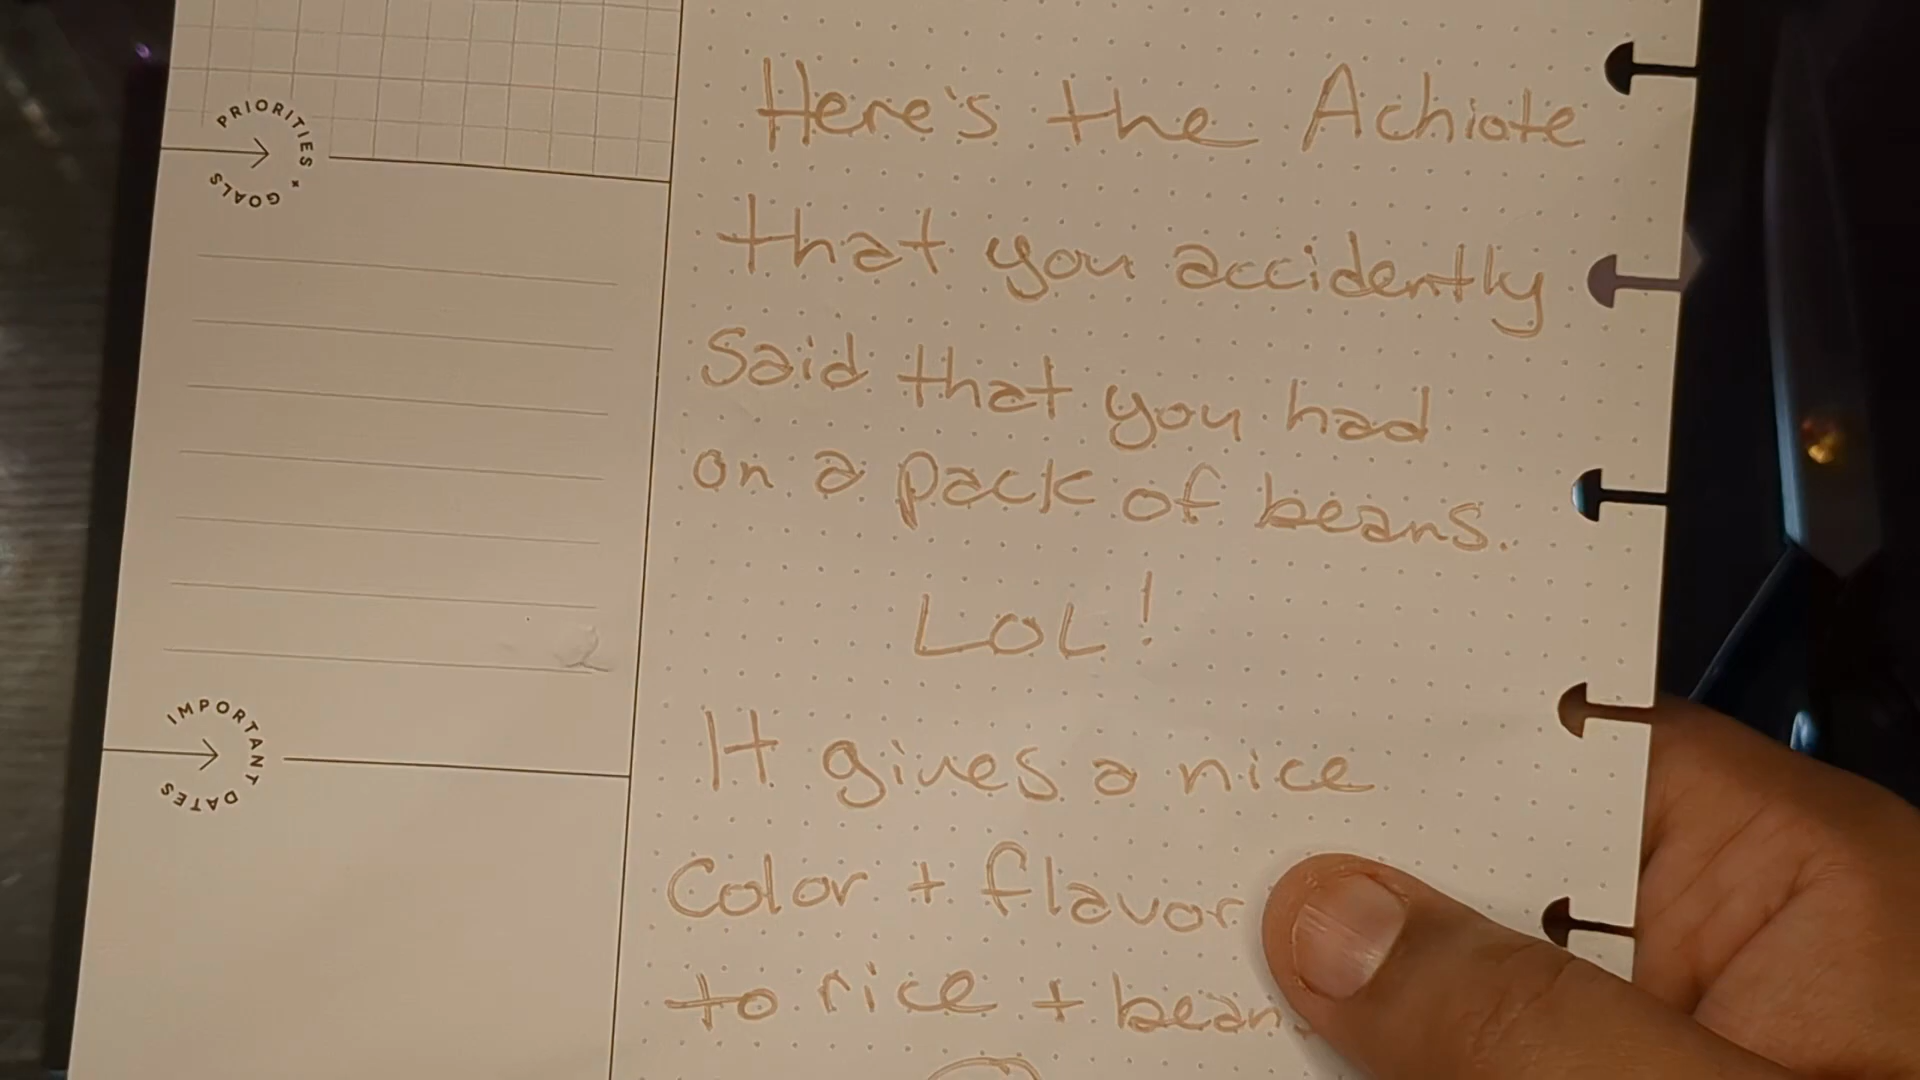 PRIORITIES × GOALS
IMPORTANT DATES
Here's the Achiote
that you accidently
Said that you had
on a pack of beans.
LOL!
It gives a nice
Color + flavor
to rice + bean